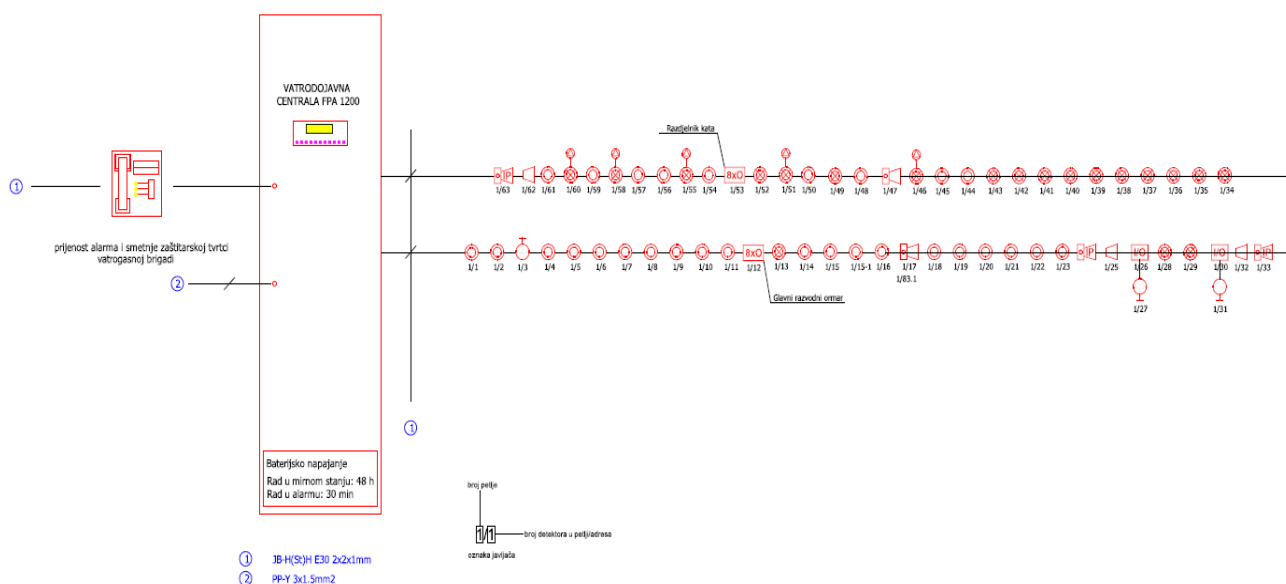 VATRODOJAVNA
CENTRALA FPA 1200
Razdjelnik kata
8xO
1/63 1/62 1/61 1/60 1/59 1/58 1/57 1/56 1/55 1/54 1/53 1/52 1/51 1/50 1/49 1/48 1/47 1/46 1/45 1/44 1/43 1/42 1/41 1/40 1/39 1/38 1/37 1/36 1/35 1/34
1
prijenost alarma i smetnje zaštitarskoj tvrtci
vatrogasnoj brigadi
8xO I/O I/O
1/1 1/2 1/3 1/4 1/5 1/6 1/7 1/8 1/9 1/10 1/11 1/12 1/13 1/14 1/15 1/15-1 1/16 1/17 1/18 1/19 1/20 1/21 1/22 1/23 1/25 1/26 1/28 1/29 1/30 1/32 1/33
1/83.1
2
Glavni razvodni ormar
1/27 1/31
1
Baterijsko napajanje
Rad u mirnom stanju: 48 h
Rad u alarmu: 30 min
broj petlje
1/1
broj detektora u petlji/adresa
oznaka javljača
1 JB-H(St)H E30 2x2x1mm
2 PP-Y 3x1.5mm2